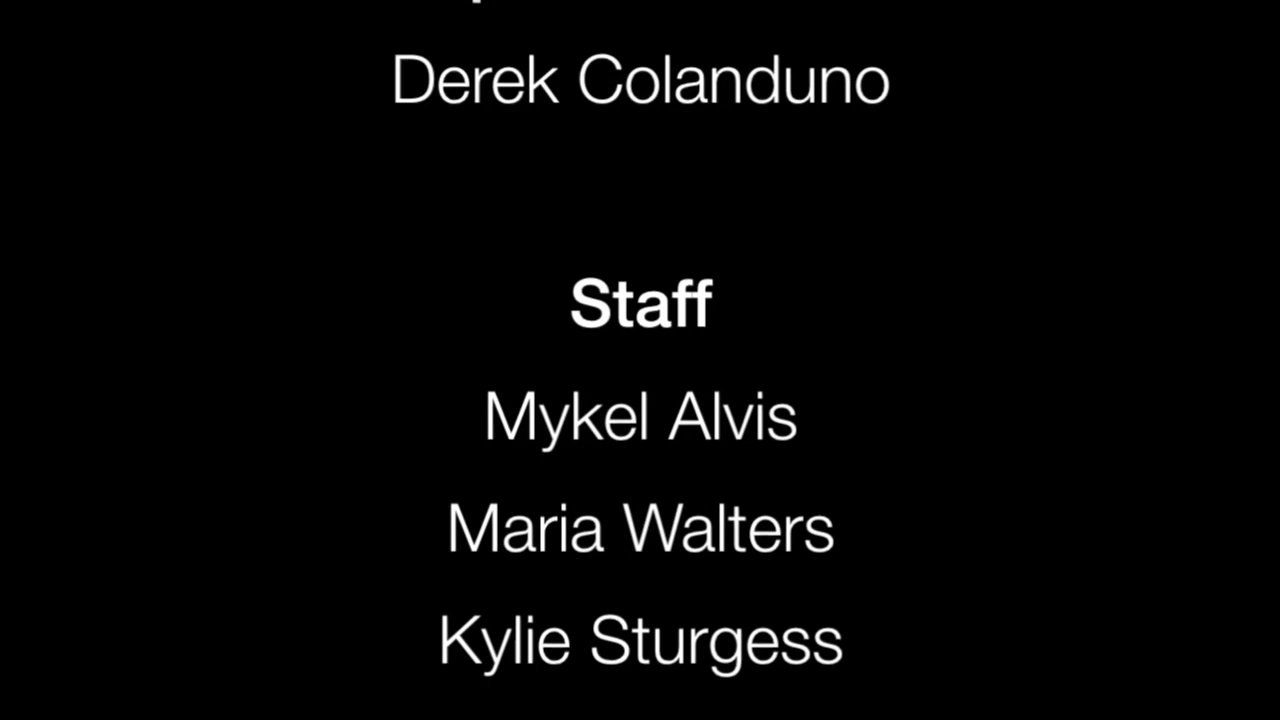 Derek Colanduno
Staff
Mykel Alvis
Maria Walters
Kylie Sturgess